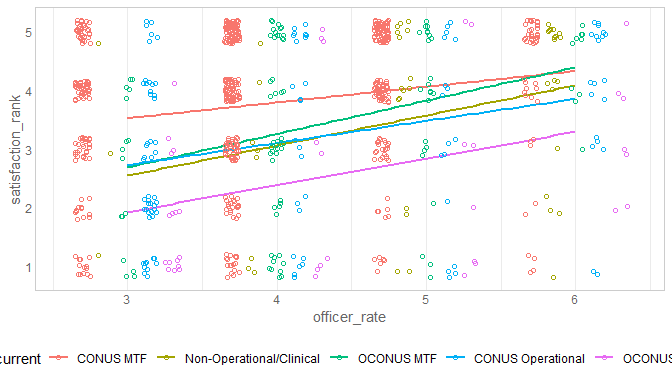 5
4
3
2
1
satisfaction_rank
3 4 5 6
officer_rate
current CONUS MTF Non-Operational/Clinical OCONUS MTF CONUS Operational OCONUS